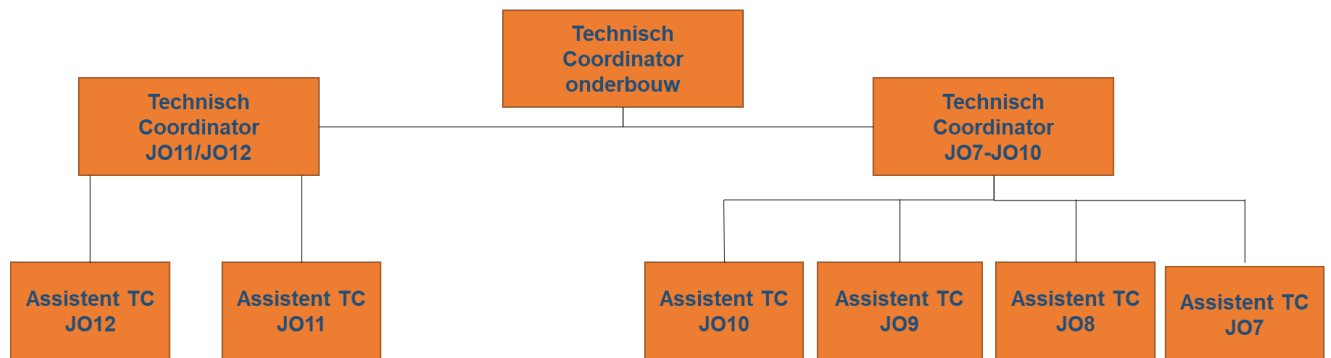 Technisch
Coordinator
onderbouw
Technisch
Coordinator
JO11/JO12
Technisch
Coordinator
JO7-JO10
Assistent TC
JO12
Assistent TC
JO11
Assistent TC
JO10
Assistent TC
JO9
Assistent TC
JO8
Assistent TC
JO7